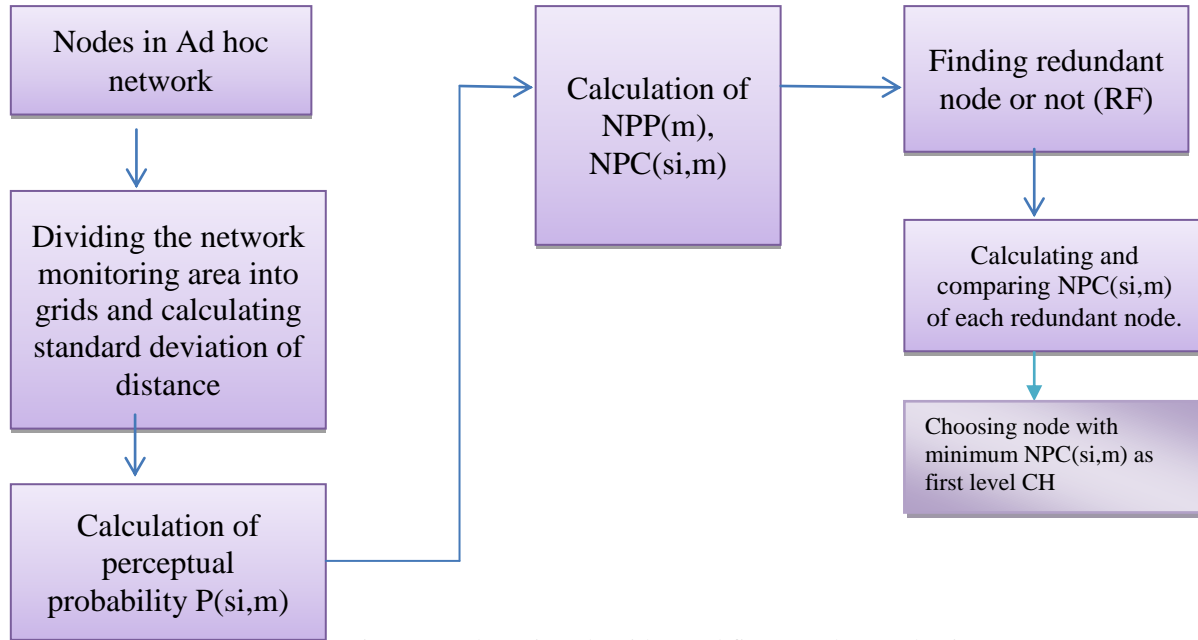 Nodes in Ad hoc
network
Dividing the network
monitoring area into
grids and calculating
standard deviation of
distance
Calculation of
perceptual
probability P(si,m)
Calculation of
NPP(m),
NPC(si,m)
Finding redundant
node or not (RF)
Calculating and
comparing NPC(si,m)
of each redundant node.
Choosing node with
minimum NPC(si,m) as
first level CH